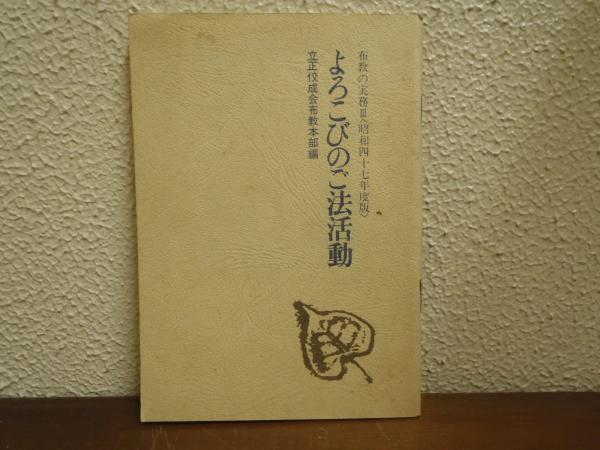 布教の実務Ⅲ〈昭和四十七年度版〉
よろこびのご法活動
立正佼成会布教本部編